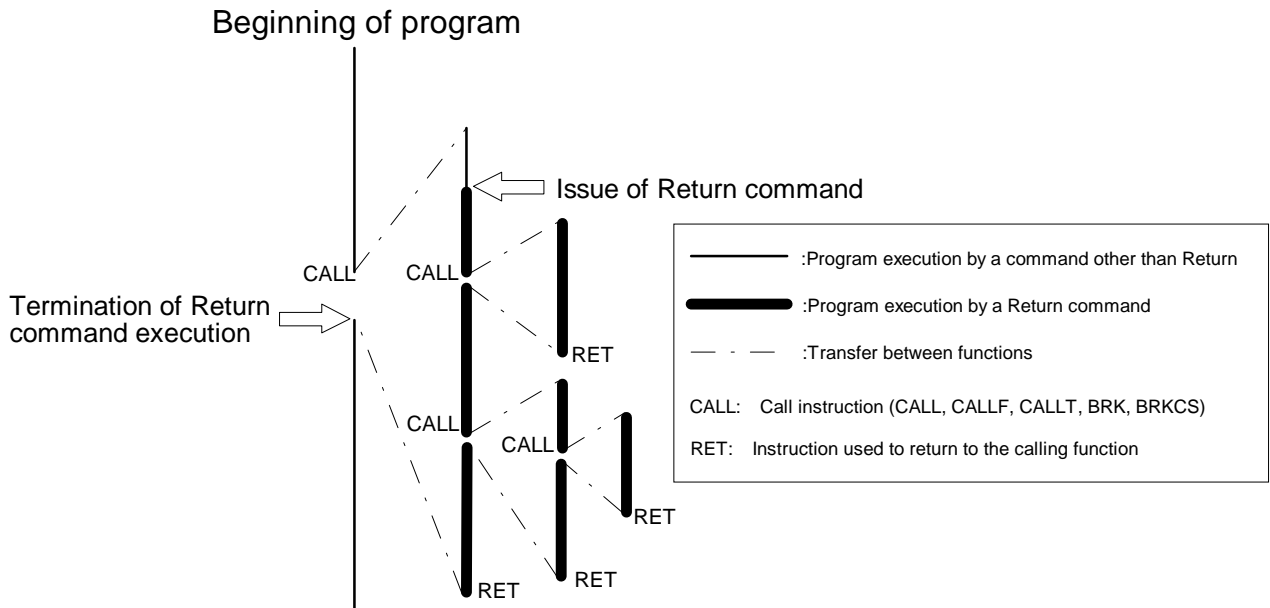 Beginning of program
Issue of Return command
CALL
CALL
Termination of Return
command execution
RET
CALL
CALL
RET
RET
RET
:Program execution by a command other than Return
:Program execution by a Return command
:Transfer between functions
CALL: Call instruction (CALL, CALLF, CALLT, BRK, BRKCS)
RET: Instruction used to return to the calling function